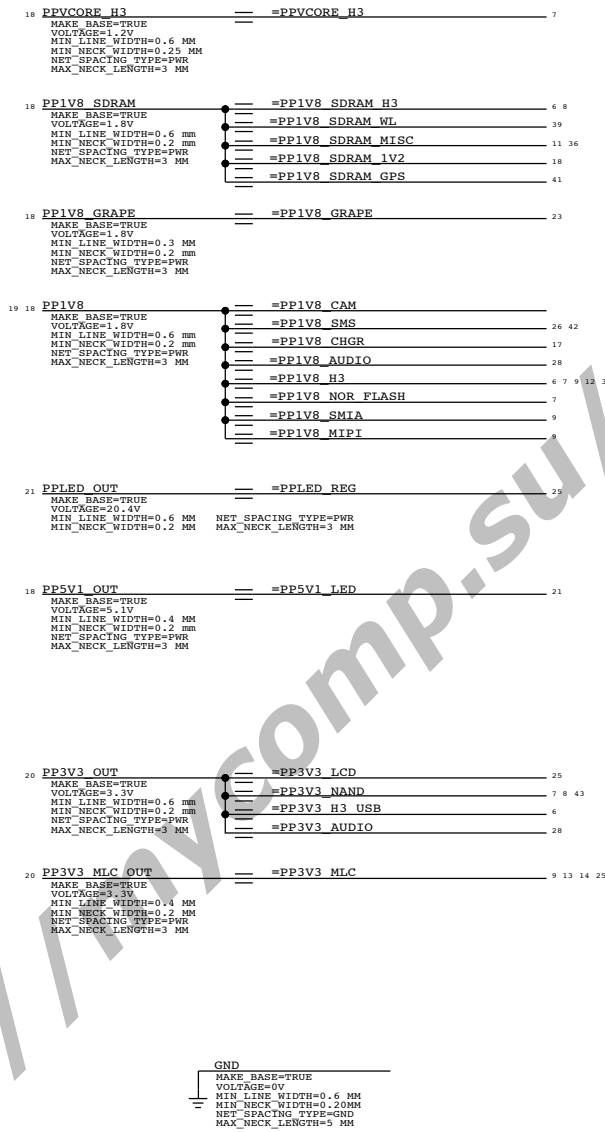 18 PPVCORE_H3 =PPVCORE_H3 7
MAKE_BASE=TRUE
VOLTAGE=1.2V
MIN_LINE_WIDTH=0.6 MM
MIN_NECK_WIDTH=0.25 MM
NET_SPACING_TYPE=PWR
MAX_NECK_LENGTH=3 MM
18 PP1V8_SDRAM =PP1V8_SDRAM_H3 6 8
MAKE_BASE=TRUE
VOLTAGE=1.8V
MIN_LINE_WIDTH=0.6 mm
MIN_NECK_WIDTH=0.2 mm
NET_SPACING_TYPE=PWR
MAX_NECK_LENGTH=3 MM
=PP1V8_SDRAM_WL 39
=PP1V8_SDRAM_MISC 11 36
=PP1V8_SDRAM_1V2 18
=PP1V8_SDRAM_GPS 41
18 PP1V8_GRAPE =PP1V8_GRAPE 23
MAKE_BASE=TRUE
VOLTAGE=1.8V
MIN_LINE_WIDTH=0.3 MM
MIN_NECK_WIDTH=0.2 mm
NET_SPACING_TYPE=PWR
MAX_NECK_LENGTH=3 MM
19 18 PP1V8 =PP1V8_CAM
MAKE_BASE=TRUE
VOLTAGE=1.8V
MIN_LINE_WIDTH=0.6 mm
MIN_NECK_WIDTH=0.2 mm
NET_SPACING_TYPE=PWR
MAX_NECK_LENGTH=3 MM
=PP1V8_SMS 26 42
=PP1V8_CHGR 17
=PP1V8_AUDIO 28
=PP1V8_H3 6 7 9 12 3
=PP1V8_NOR_FLASH 7
=PP1V8_SMIA 9
=PP1V8_MIPI 9
21 PPLED_OUT =PPLED_REG 25
MAKE_BASE=TRUE
VOLTAGE=20.4V
MIN_LINE_WIDTH=0.6 MM NET_SPACING_TYPE=PWR
MIN_NECK_WIDTH=0.2 MM MAX_NECK_LENGTH=3 MM
18 PP5V1_OUT =PP5V1_LED 21
MAKE_BASE=TRUE
VOLTAGE=5.1V
MIN_LINE_WIDTH=0.4 MM
MIN_NECK_WIDTH=0.2 mm
NET_SPACING_TYPE=PWR
MAX_NECK_LENGTH=3 MM
20 PP3V3_OUT =PP3V3_LCD 25
MAKE_BASE=TRUE
VOLTAGE=3.3V
MIN_LINE_WIDTH=0.6 mm
MIN_NECK_WIDTH=0.2 mm
NET_SPACING_TYPE=PWR
MAX_NECK_LENGTH=3 MM
=PP3V3_NAND 7 8 43
=PP3V3_H3_USB 6
=PP3V3_AUDIO 28
20 PP3V3_MLC_OUT =PP3V3_MLC 9 13 14 25
MAKE_BASE=TRUE
VOLTAGE=3.3V
MIN_LINE_WIDTH=0.4 MM
MIN_NECK_WIDTH=0.2 MM
NET_SPACING_TYPE=PWR
MAX_NECK_LENGTH=3 MM
GND
MAKE_BASE=TRUE
VOLTAGE=0V
MIN_LINE_WIDTH=0.6 MM
MIN_NECK_WIDTH=0.20MM
NET_SPACING_TYPE=GND
MAX_NECK_LENGTH=5 MM
//mycomp.su/